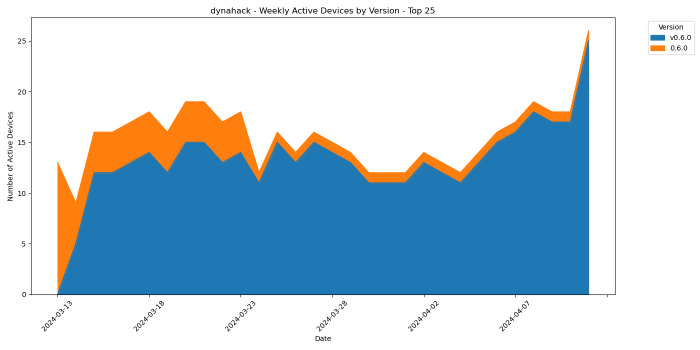 dynahack - Weekly Active Devices by Version - Top 25
Version
v0.6.0
0.6.0
Number of Active Devices
25
20
15
10
5
0
2024-03-13
2024-03-18
2024-03-23
2024-03-28
2024-04-02
2024-04-07
Date